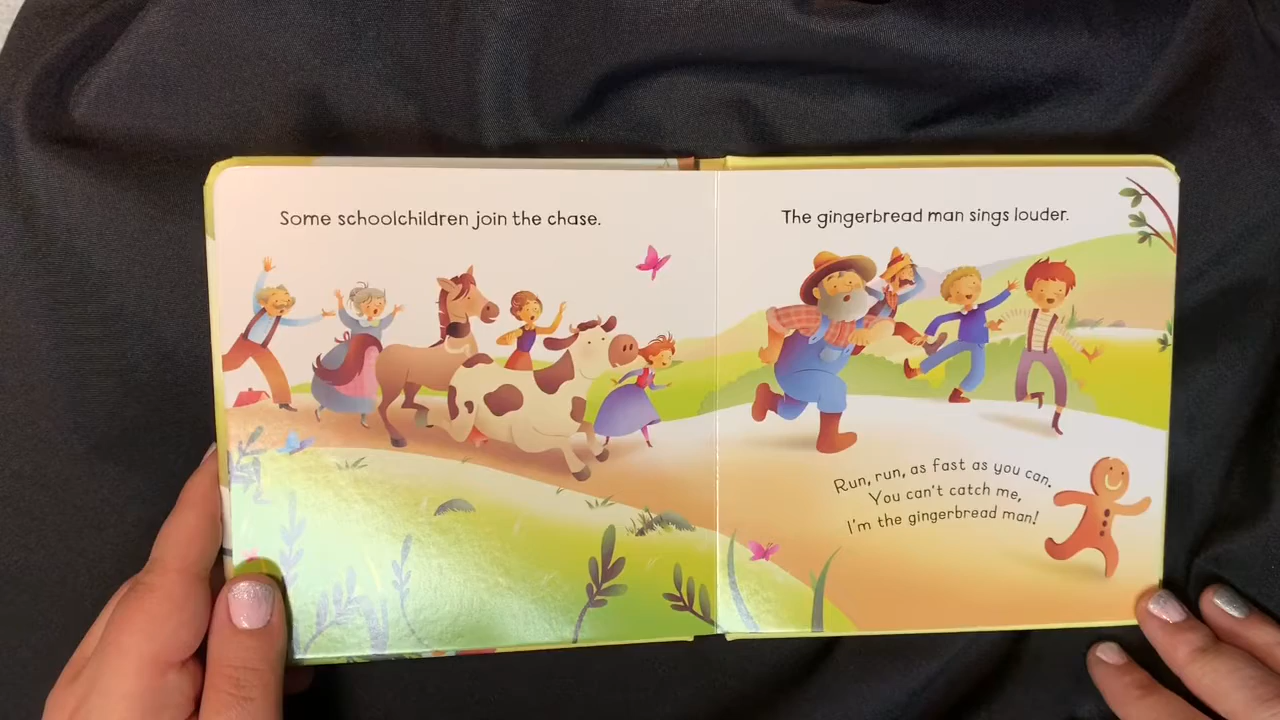 Some schoolchildren join the chase.
The gingerbread man sings louder.
Run, run, as fast as you can.
You can't catch me,
I'm the gingerbread man!